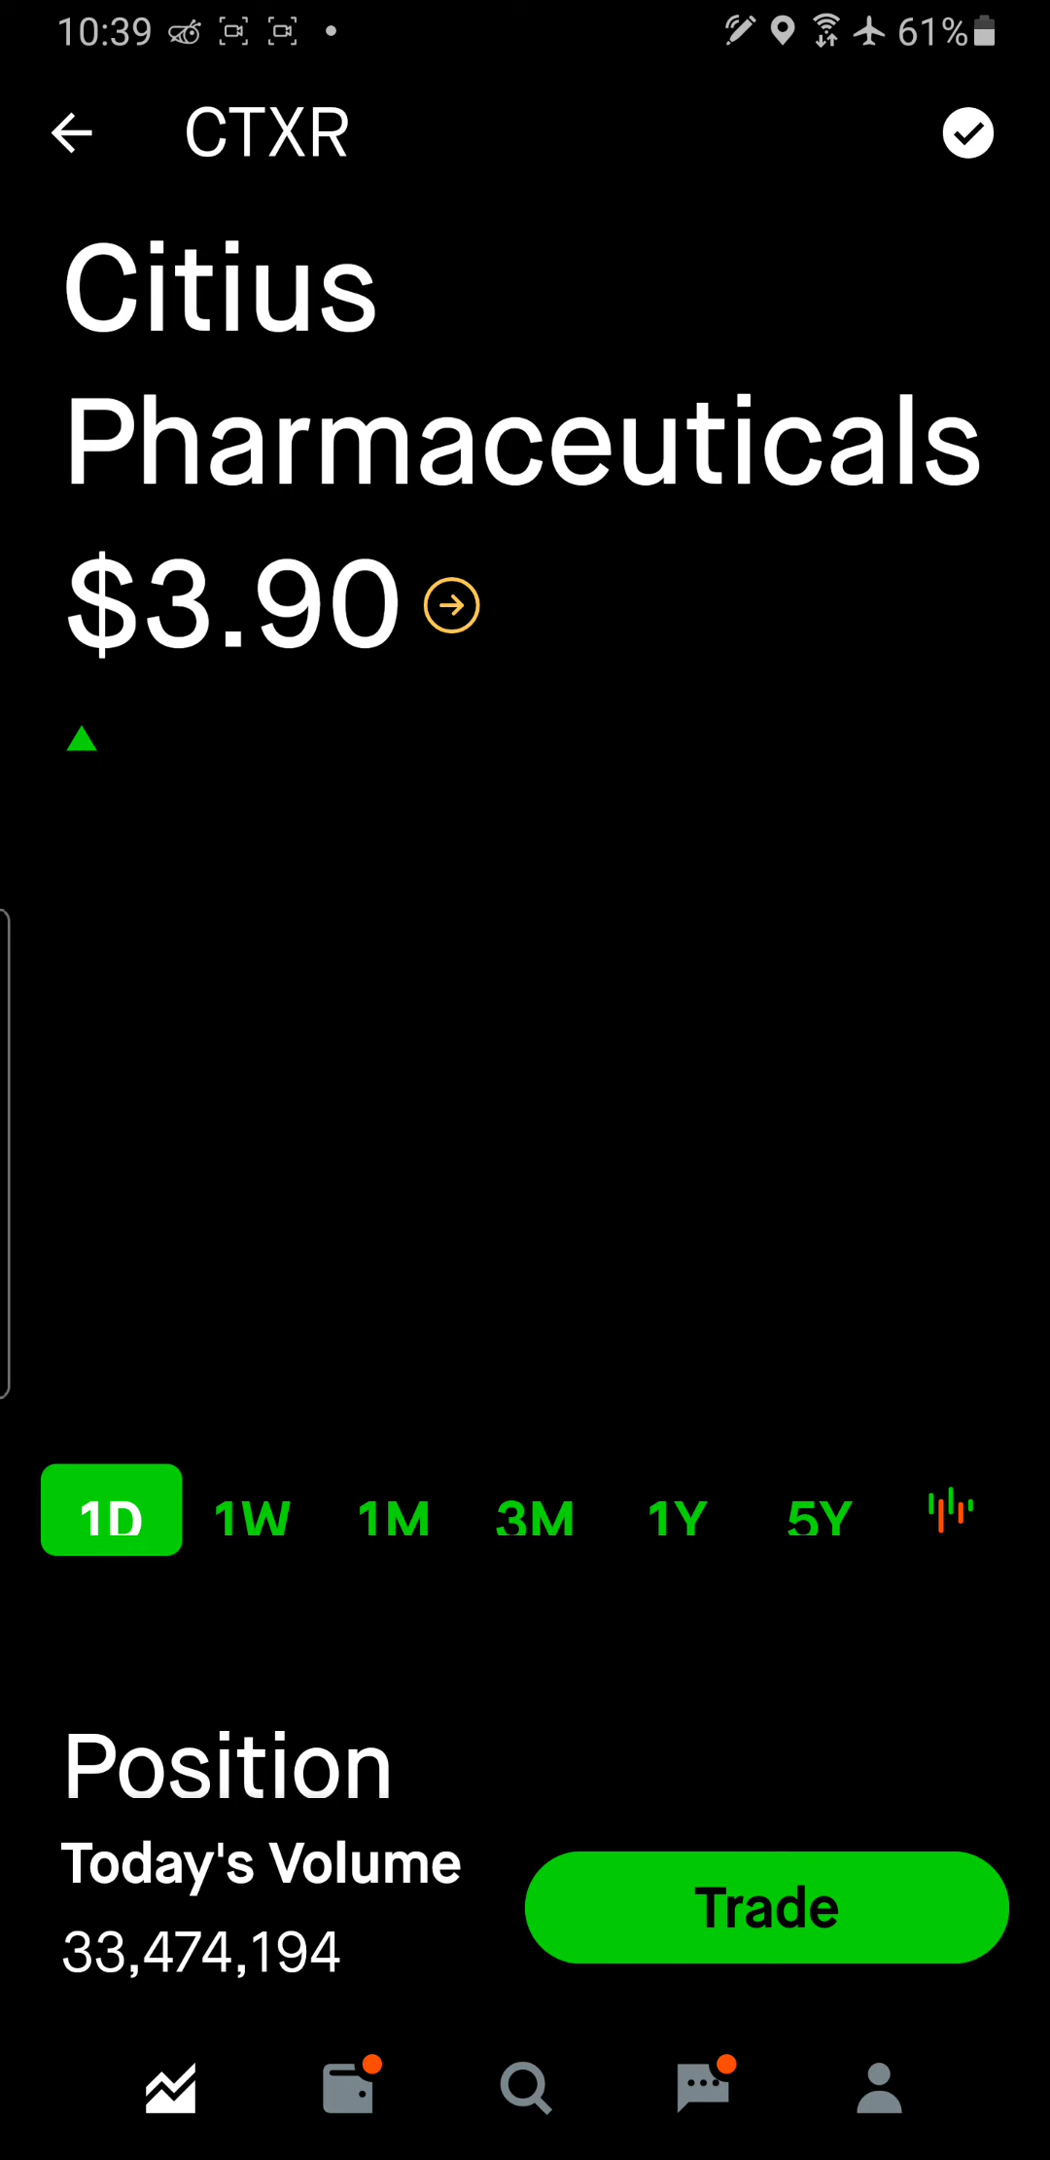 10:39 61%
CTXR
Citius
Pharmaceuticals
$3.90
1D 1W 1M 3M 1Y 5Y
Position
Today's Volume
33,474,194
Trade